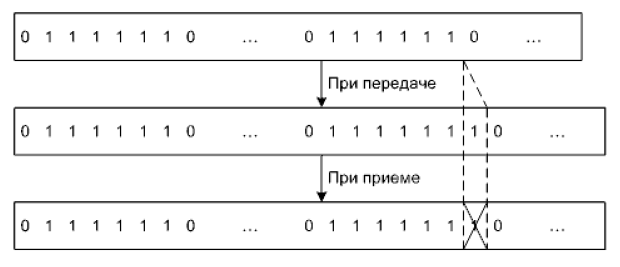 0 1 1 1 1 1 1 0 ... 0 1 1 1 1 1 1 0 ...
При передаче
0 1 1 1 1 1 1 0 ... 0 1 1 1 1 1 1 1 0 ...
При приеме
0 1 1 1 1 1 1 0 ... 0 1 1 1 1 1 1 1 0 ...